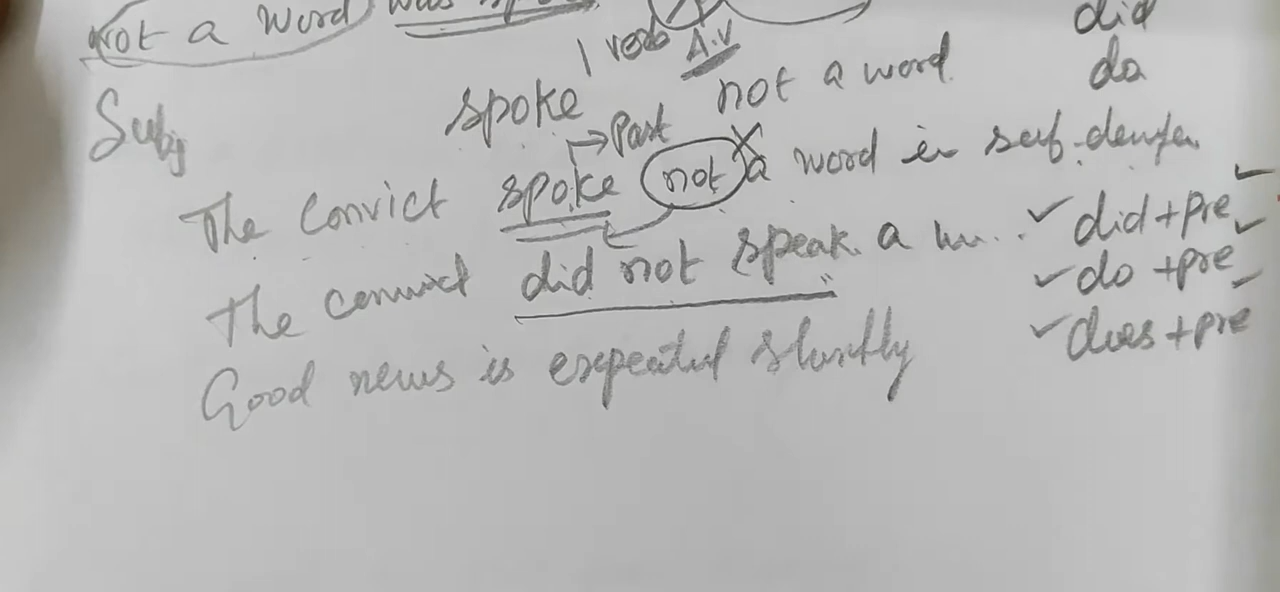 not a word was
did
1 verb A.V
do
Subj
spoke not a word
→Past
The Convict spoke not a word in self-
The convict did not speak a
did + pre
do + pre
does + pre
Good news is expected shortly